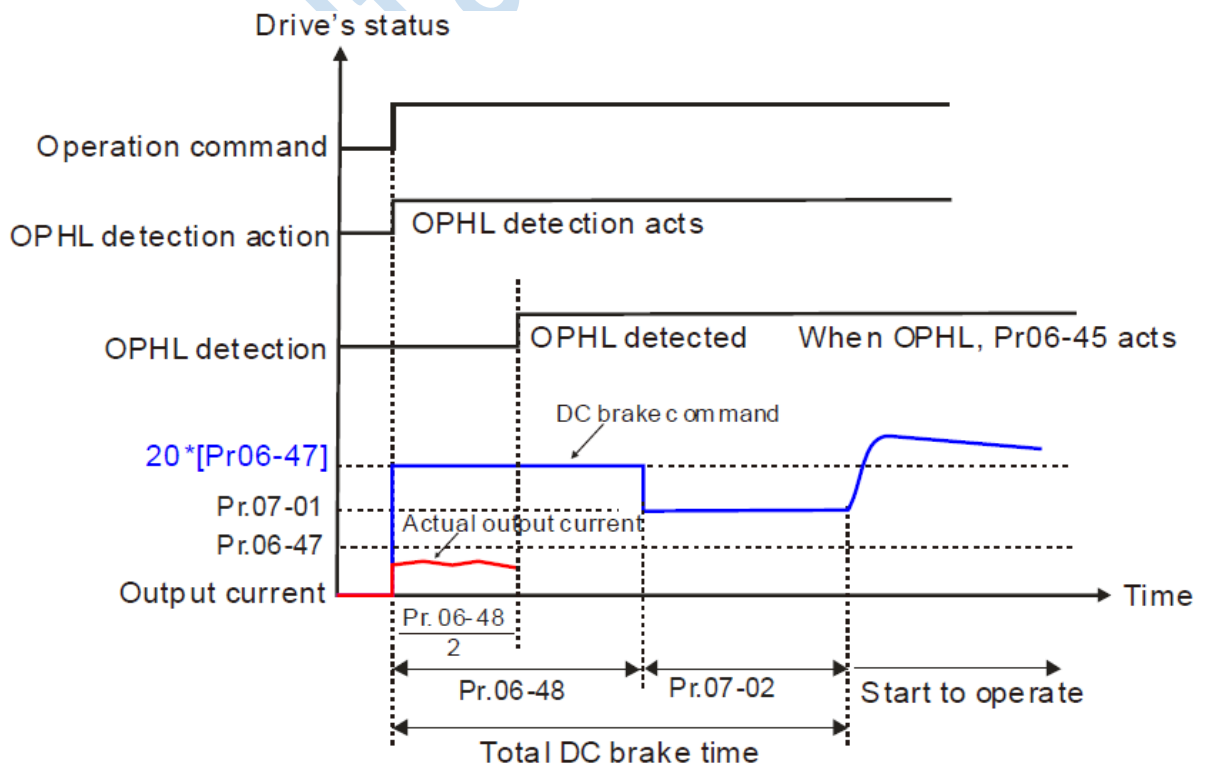 Drive's status
Operation command
OPHL detection action
OPHL detection acts
OPHL detection
OPHL detected
When OPHL, Pr06-45 acts
DC brake command
20*[Pr06-47]
Pr.07-01
Actual output current
Pr.06-47
Output current
Time
Pr. 06-48
2
Pr.06-48
Pr.07-02
Start to operate
Total DC brake time